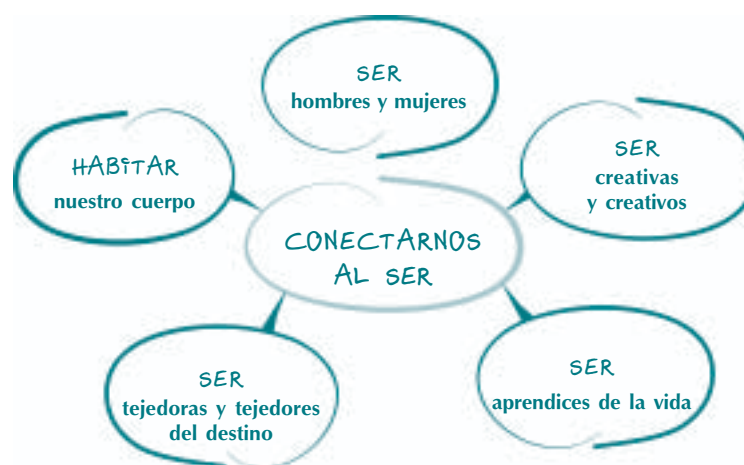 SER
hombres y mujeres
HABITAR
nuestro cuerpo
SER
creativas
y creativos
CONECTARNOS
AL SER
SER
tejedoras y tejedores
del destino
SER
aprendices de la vida